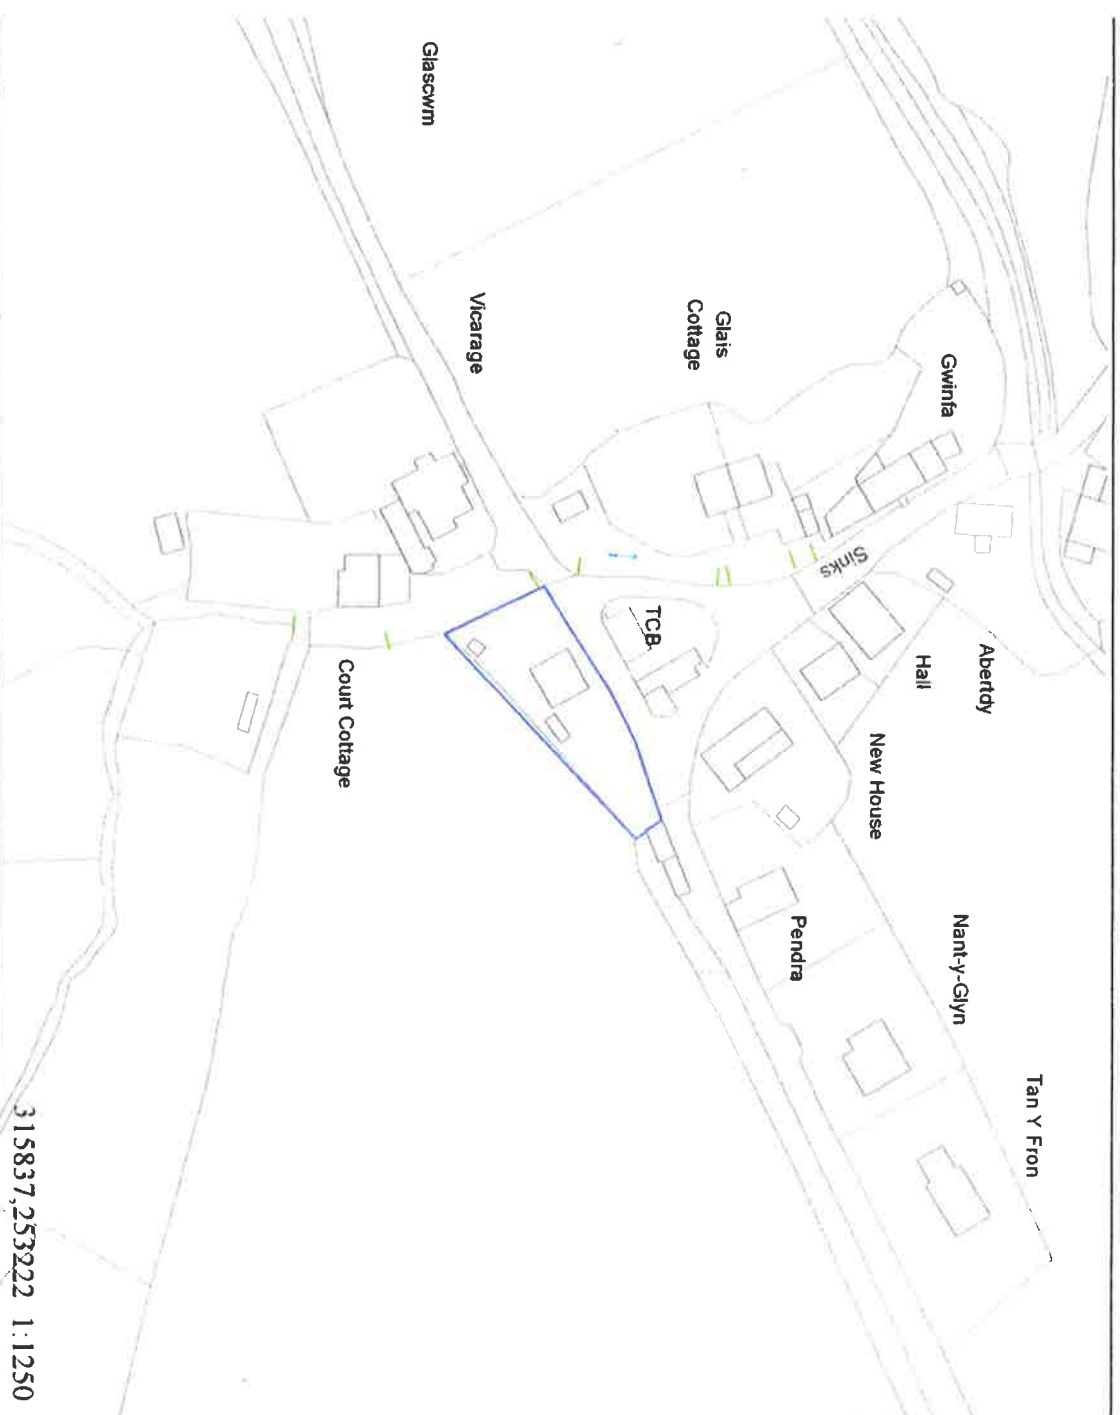 Tan Y Fron
Nant-y-Glyn
Abertdy
Hall
New House
Gwinfa
Sinks
Pendra
Glais
Cottage
TCB
Vicarage
Glascwm
Court Cottage
315837,253222 1:1250